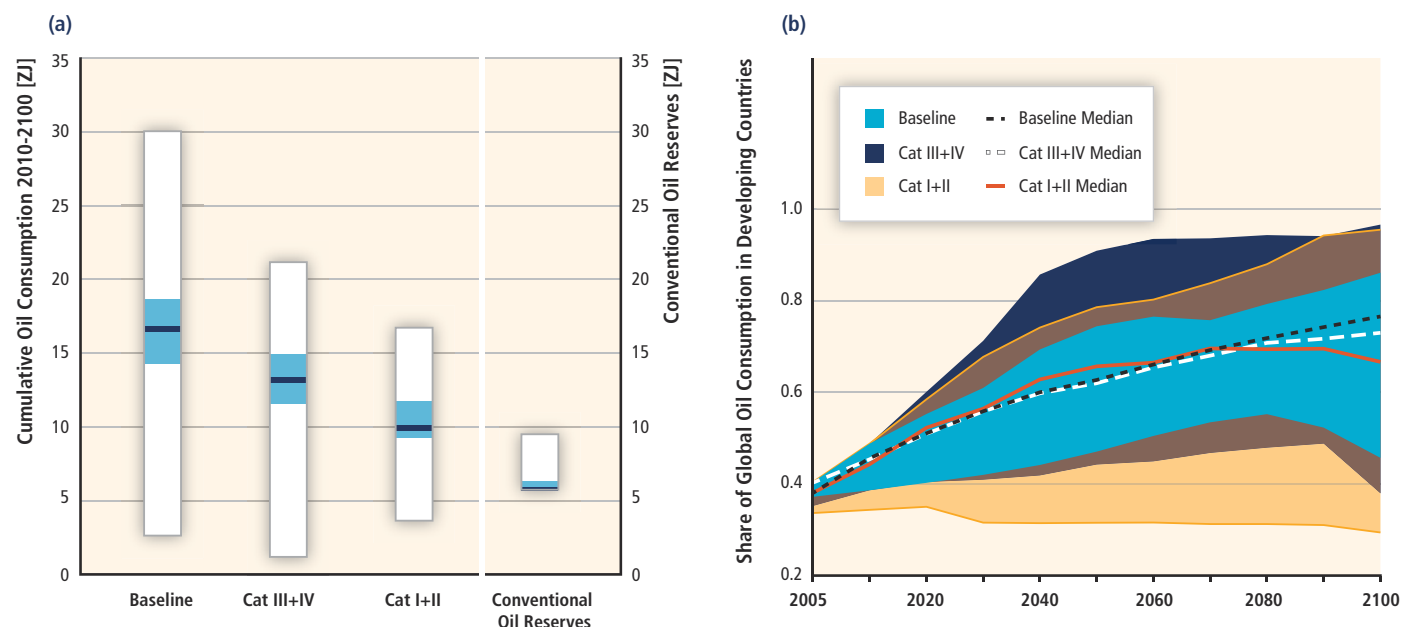 (a)
Cumulative Oil Consumption 2010-2100 [ZJ]
35
30
25
20
15
10
5
0
Baseline
Cat III+IV
Cat I+II
Conventional
Oil Reserves
35
30
25
20
15
10
5
0
Conventional Oil Reserves [ZJ]
(b)
Share of Global Oil Consumption in Developing Countries
Baseline
Baseline Median
Cat III+IV
Cat III+IV Median
Cat I+II
Cat I+II Median
1.0
0.8
0.6
0.4
0.2
2005
2020
2040
2060
2080
2100